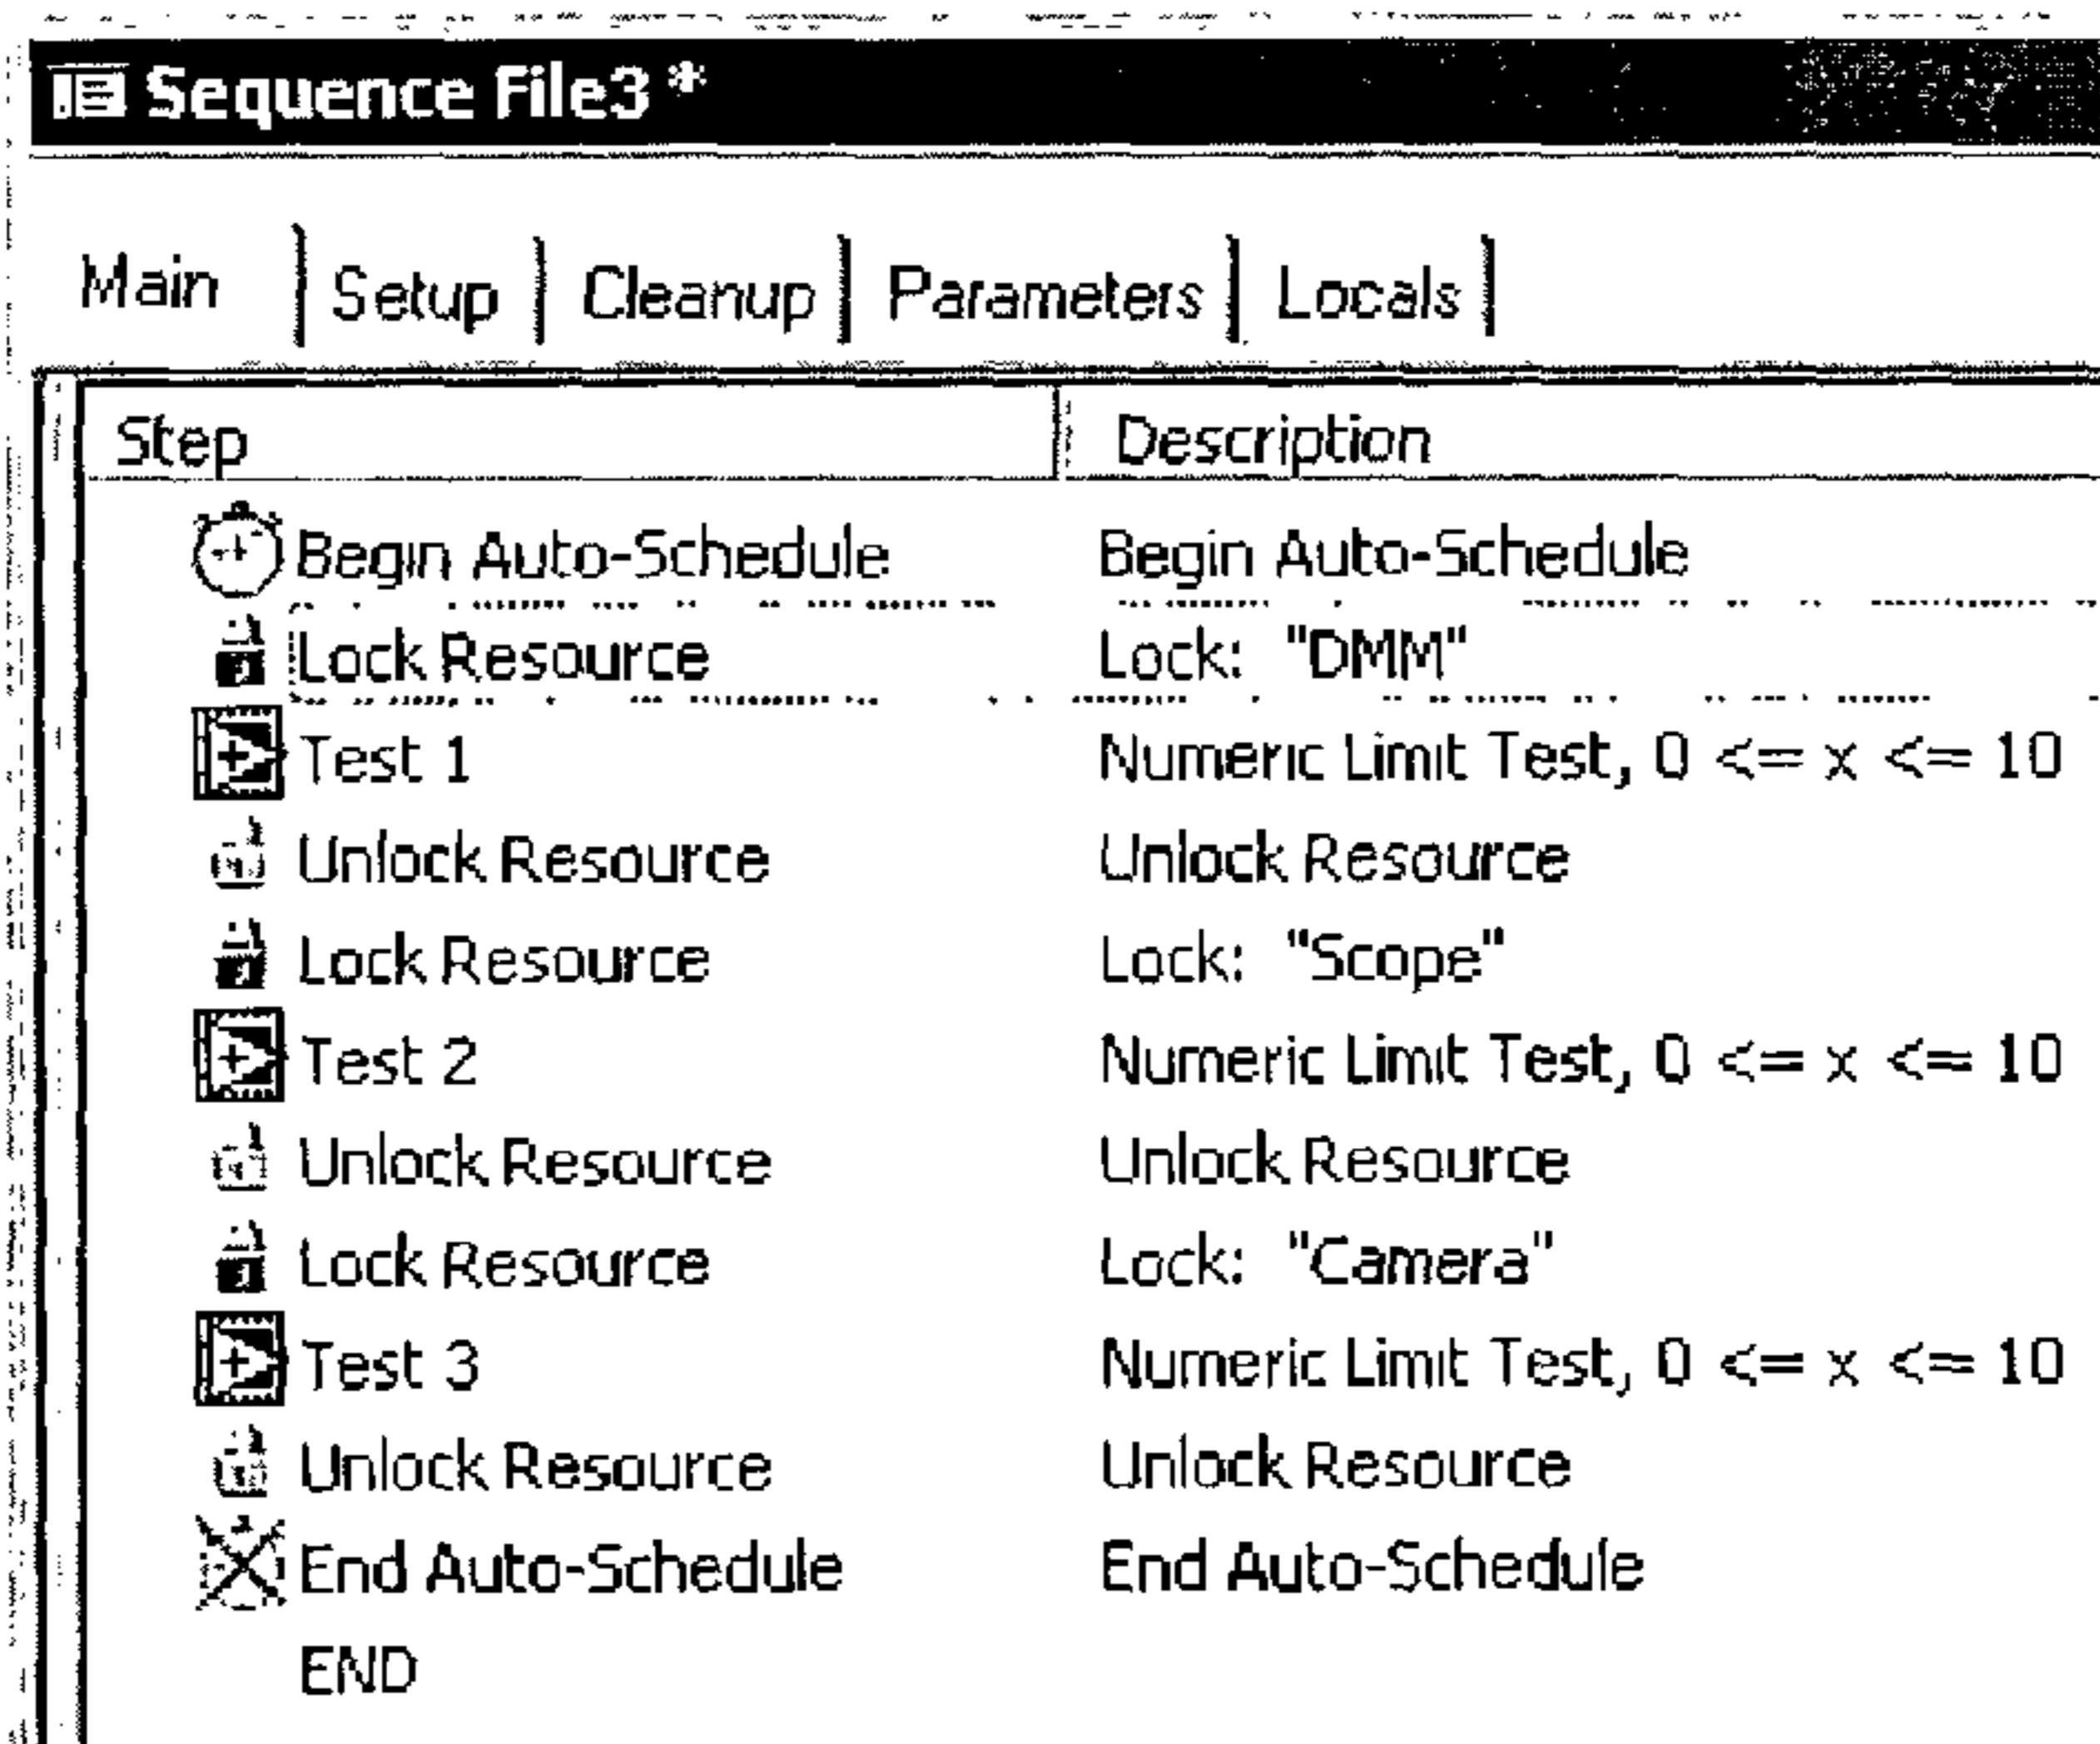 Sequence File3 *
Main Setup Cleanup Parameters Locals
Step Description
Begin Auto-Schedule Begin Auto-Schedule
Lock Resource Lock: "DMM"
Test 1 Numeric Limit Test, 0 <= x <= 10
Unlock Resource Unlock Resource
Lock Resource Lock: "Scope"
Test 2 Numeric Limit Test, 0 <= x <= 10
Unlock Resource Unlock Resource
Lock Resource Lock: "Camera"
Test 3 Numeric Limit Test, 0 <= x <= 10
Unlock Resource Unlock Resource
End Auto-Schedule End Auto-Schedule
END